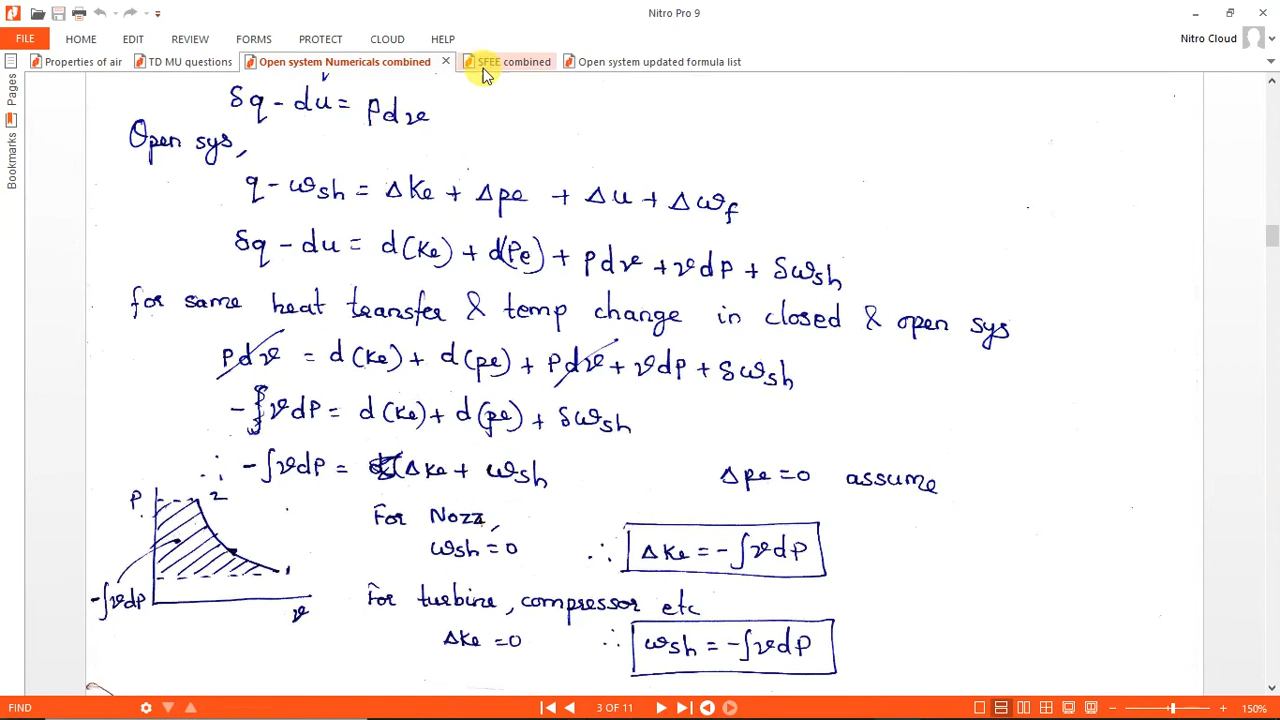 Nitro Pro 9
FILE HOME EDIT REVIEW FORMS PROTECT CLOUD HELP Nitro Cloud
Properties of air TD MU questions Open system Numericals combined SFEE combined Open system updated formula list
Pages
Bookmarks
δq - du = pdv
Open sys,
q - wsh = Δke + Δpe + Δu + Δwf
δq - du = d(ke) + d(Pe) + pdv + vdp + δwsh
for same heat transfer & temp change in closed & open sys
pdv = d(ke) + d(pe) + pdv + vdp + δwsh
-∫vdp = d(ke) + d(pe) + δwsh
∴ -∫vdp = Δke + wsh Δpe = 0 assume
P 2
For Nozz,
wsh = 0 ∴ Δke = -∫vdp
1
-∫vdp v
For turbine, compressor etc
Δke = 0 ∴ wsh = -∫vdp
FIND 3 OF 11 150%